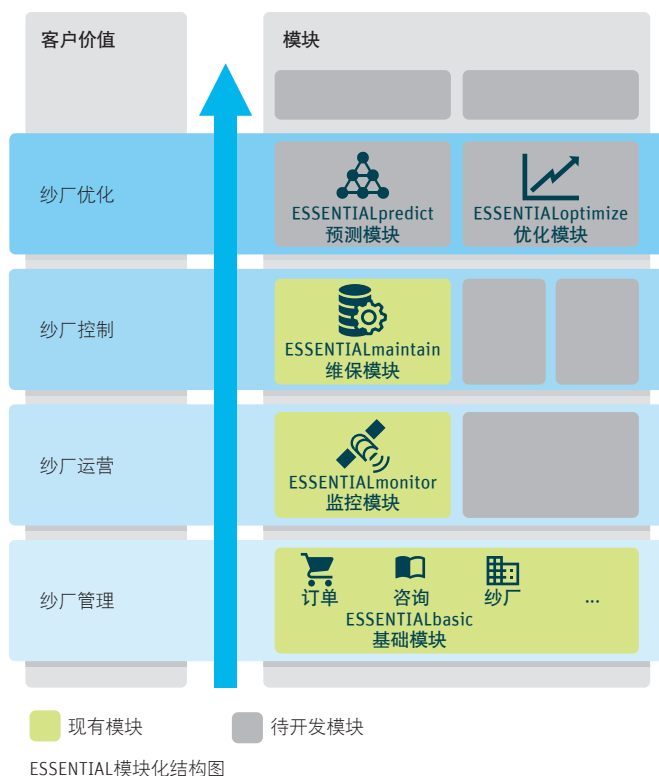 客户价值
模块
纱厂优化
ESSENTIALpredict
预测模块
ESSENTIALoptimize
优化模块
纱厂控制
ESSENTIALmaintain
维保模块
纱厂运营
ESSENTIALmonitor
监控模块
纱厂管理
订单 咨询 纱厂 ...
ESSENTIALbasic
基础模块
现有模块
待开发模块
ESSENTIAL模块化结构图